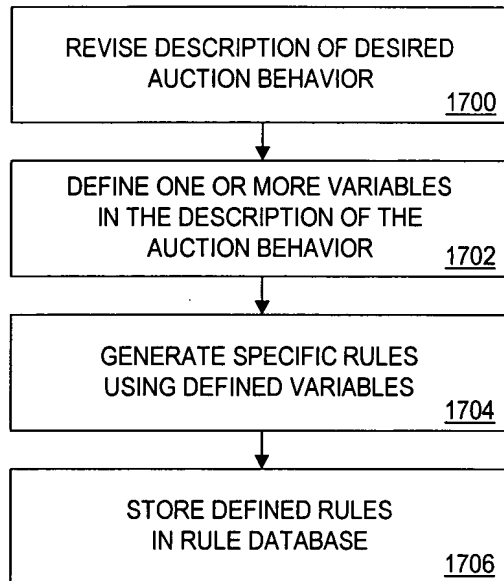 REVISE DESCRIPTION OF DESIRED
AUCTION BEHAVIOR
1700
DEFINE ONE OR MORE VARIABLES
IN THE DESCRIPTION OF THE
AUCTION BEHAVIOR
1702
GENERATE SPECIFIC RULES
USING DEFINED VARIABLES
1704
STORE DEFINED RULES
IN RULE DATABASE
1706